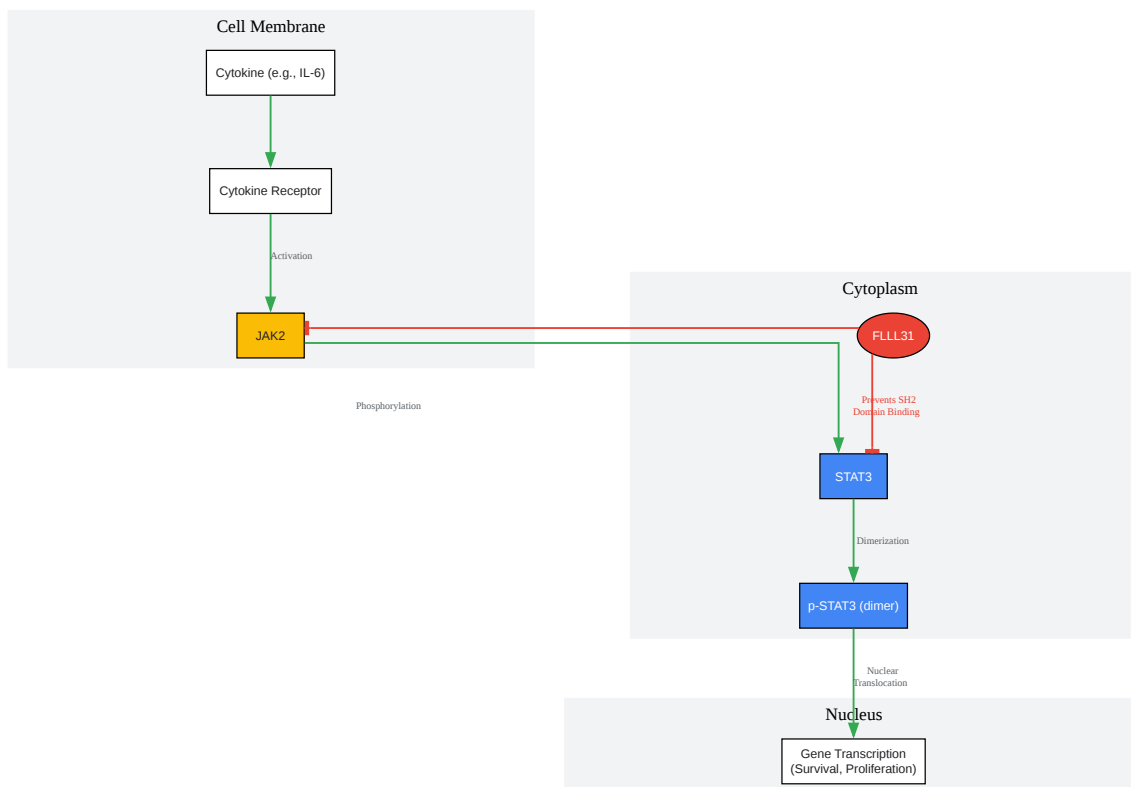 Cell Membrane
Cytokine (e.g., IL-6)
Cytokine Receptor
Activation
JAK2
Phosphorylation
Cytoplasm
FLLL31
Prevents SH2
Domain Binding
STAT3
Dimerization
p-STAT3 (dimer)
Nuclear
Translocation
Nucleus
Gene Transcription
(Survival, Proliferation)